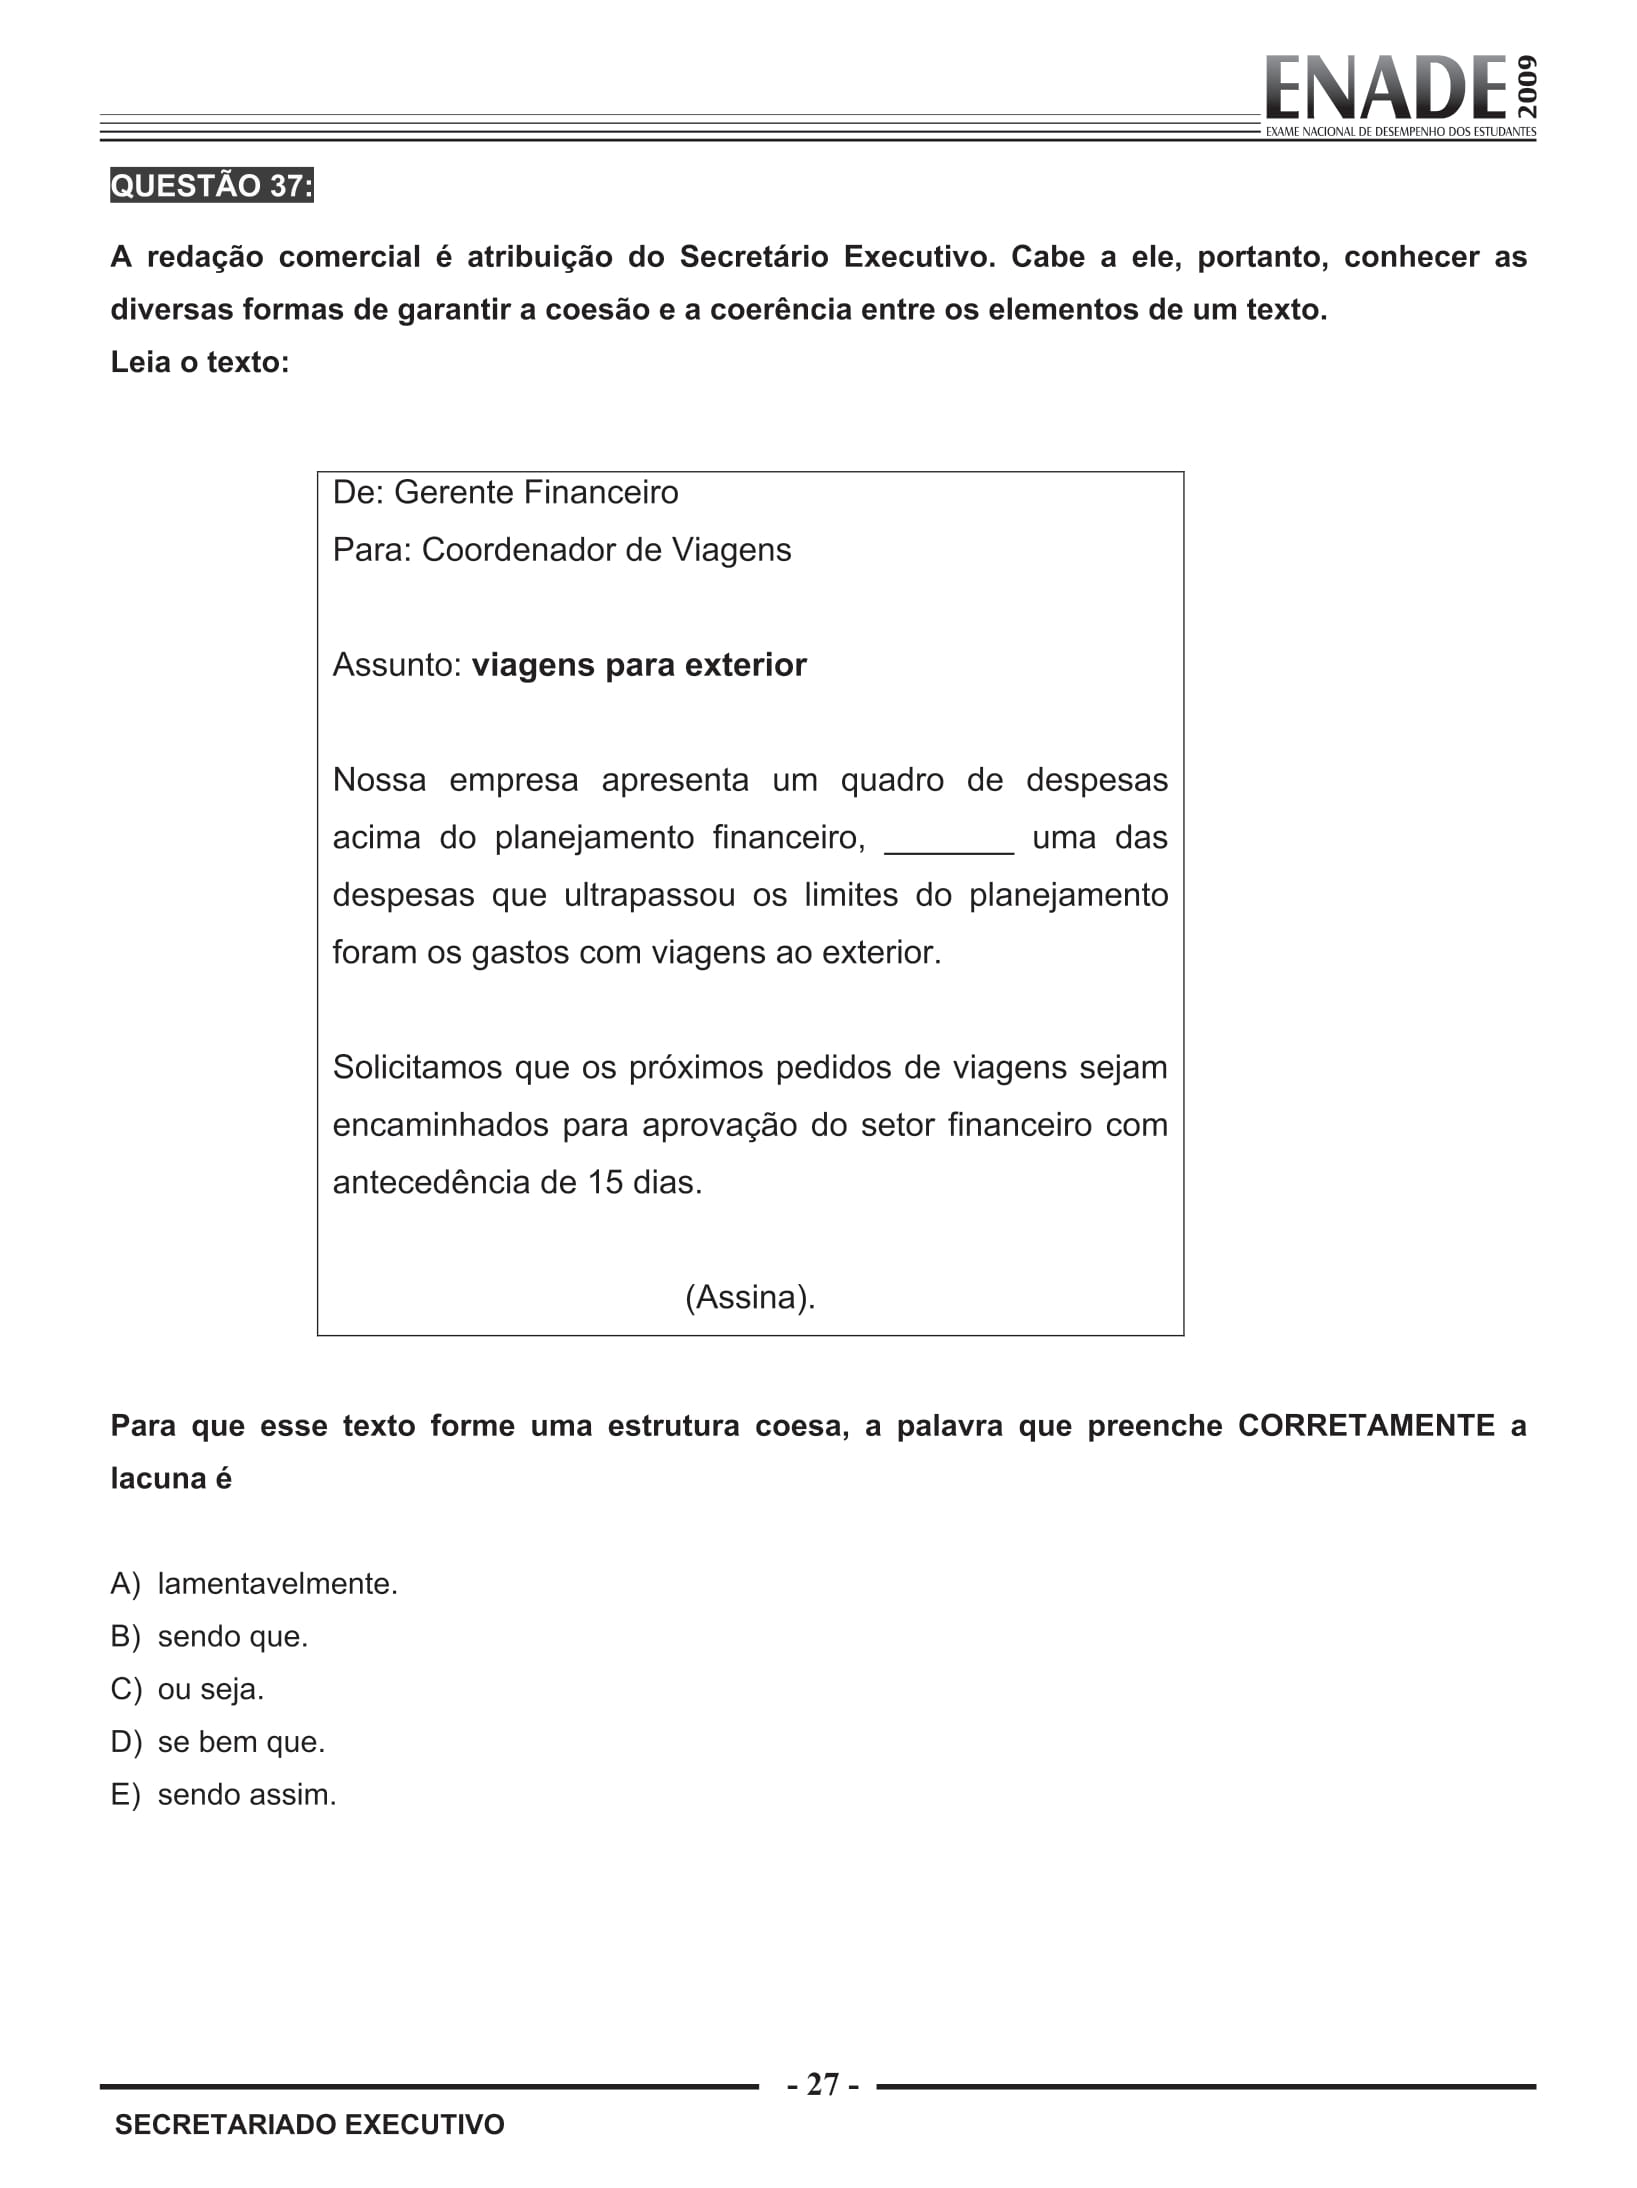 ENADE 2009
EXAME NACIONAL DE DESEMPENHO DOS ESTUDANTES
QUESTÃO 37:
A redação comercial é atribuição do Secretário Executivo. Cabe a ele, portanto, conhecer as
diversas formas de garantir a coesão e a coerência entre os elementos de um texto.
Leia o texto:
De: Gerente Financeiro
Para: Coordenador de Viagens
Assunto: viagens para exterior
Nossa empresa apresenta um quadro de despesas
acima do planejamento financeiro, ________ uma das
despesas que ultrapassou os limites do planejamento
foram os gastos com viagens ao exterior.
Solicitamos que os próximos pedidos de viagens sejam
encaminhados para aprovação do setor financeiro com
antecedência de 15 dias.
(Assina).
Para que esse texto forme uma estrutura coesa, a palavra que preenche CORRETAMENTE a
lacuna é
A) lamentavelmente.
B) sendo que.
C) ou seja.
D) se bem que.
E) sendo assim.
- 27 -
SECRETARIADO EXECUTIVO